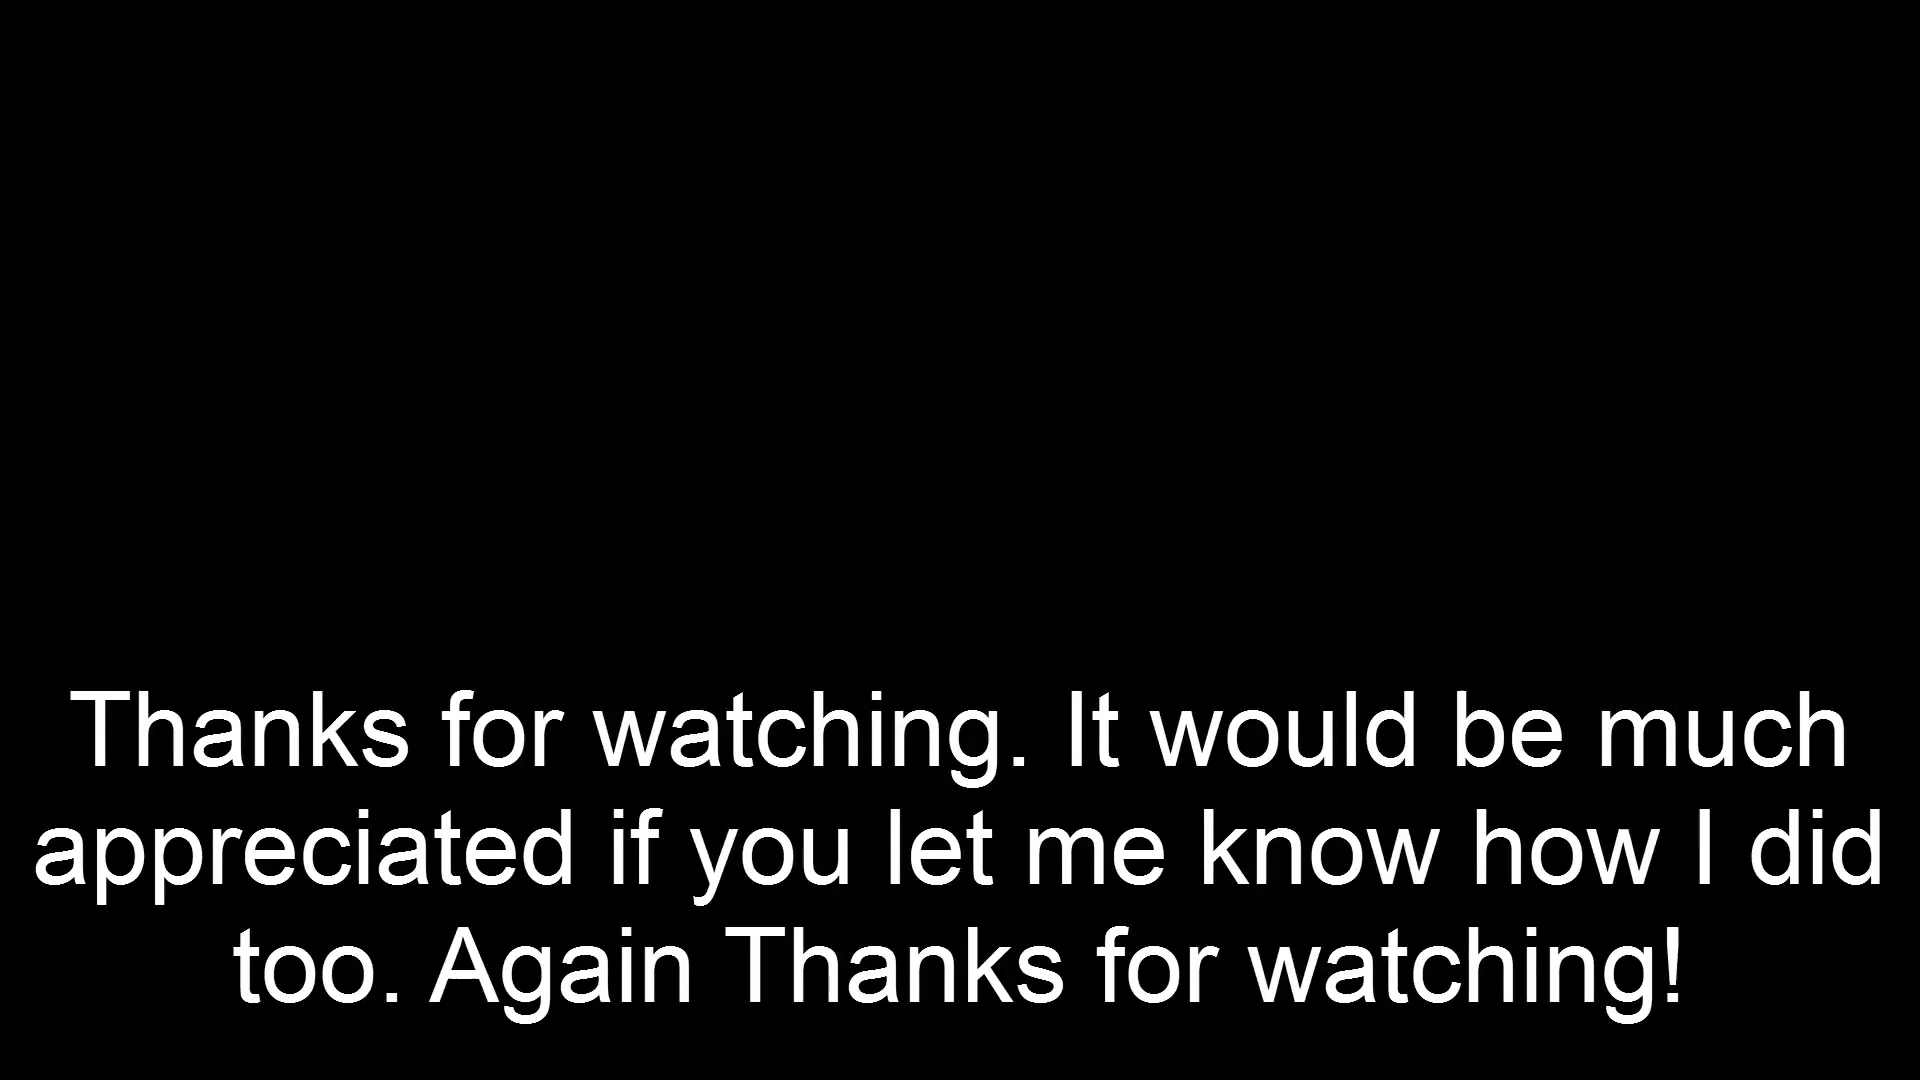 Thanks for watching. It would be much
appreciated if you let me know how I did
too. Again Thanks for watching!